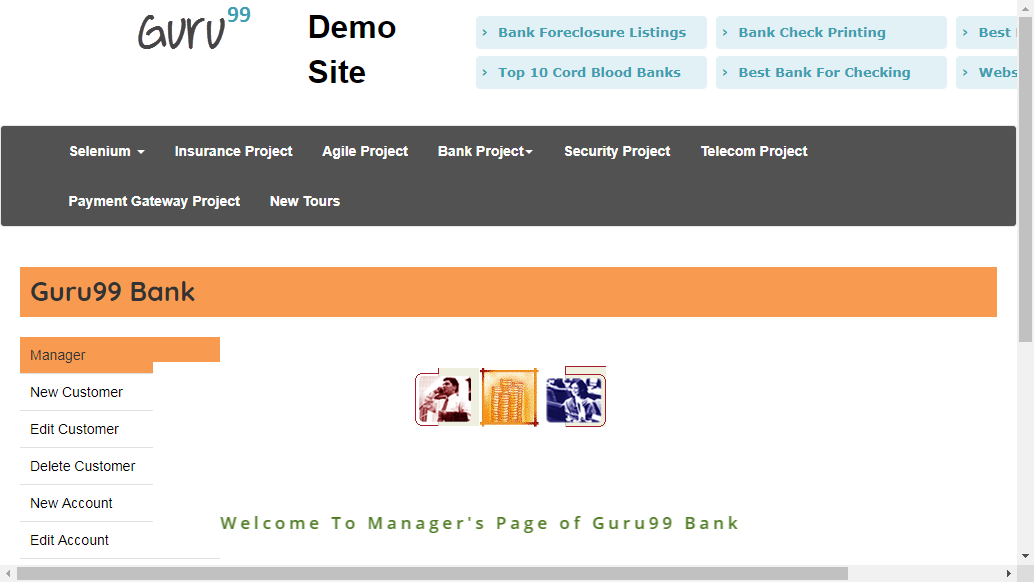 Guru99
Demo
Site
› Bank Foreclosure Listings
› Bank Check Printing
› Best
› Top 10 Cord Blood Banks
› Best Bank For Checking
› Webs
Selenium
Insurance Project
Agile Project
Bank Project
Security Project
Telecom Project
Payment Gateway Project
New Tours
Guru99 Bank
Manager
New Customer
Edit Customer
Delete Customer
New Account
Edit Account
Welcome To Manager's Page of Guru99 Bank